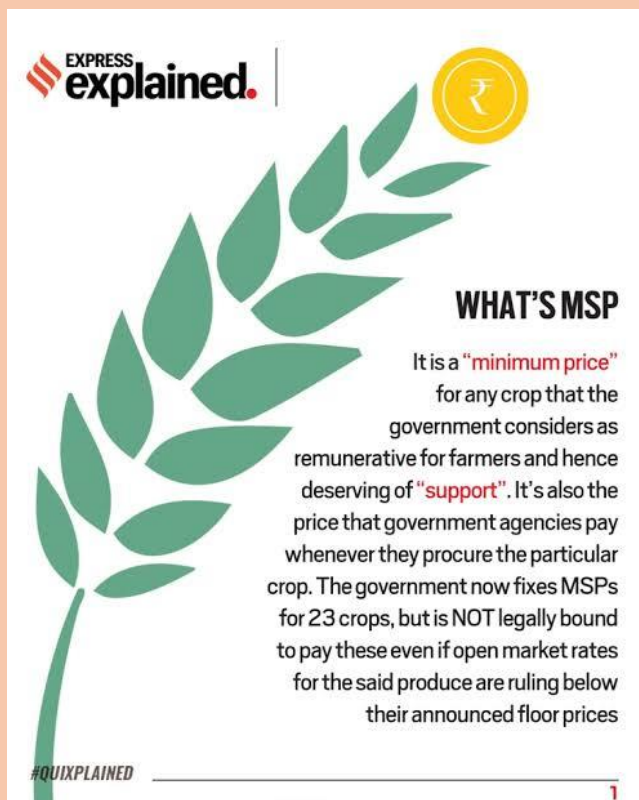 EXPRESS
explained.
₹
WHAT'S MSP
It is a “minimum price”
for any crop that the
government considers as
remunerative for farmers and hence
deserving of “support”. It's also the
price that government agencies pay
whenever they procure the particular
crop. The government now fixes MSPs
for 23 crops, but is NOT legally bound
to pay these even if open market rates
for the said produce are ruling below
their announced floor prices
#QUIXPLAINED
1